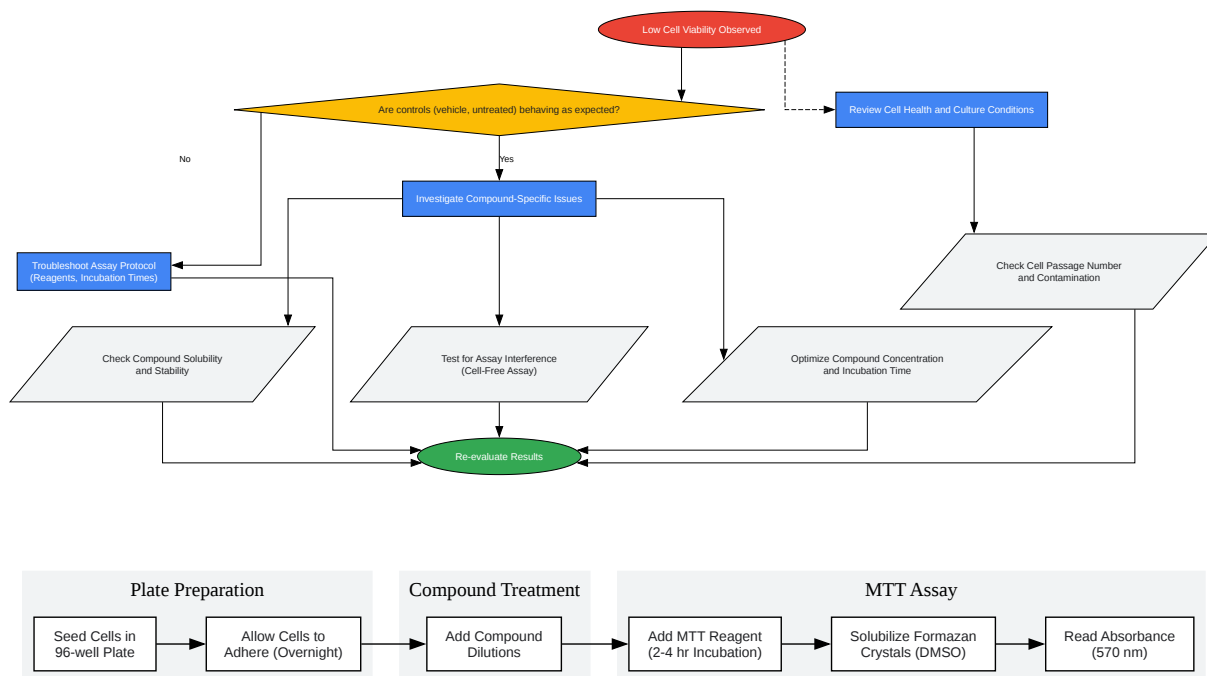 Low Cell Viability Observed
Are controls (vehicle, untreated) behaving as expected?
Review Cell Health and Culture Conditions
No
Yes
Investigate Compound-Specific Issues
Troubleshoot Assay Protocol
(Reagents, Incubation Times)
Check Cell Passage Number
and Contamination
Check Compound Solubility
and Stability
Test for Assay Interference
(Cell-Free Assay)
Optimize Compound Concentration
and Incubation Time
Re-evaluate Results
Plate Preparation
Compound Treatment
MTT Assay
Seed Cells in
96-well Plate
Allow Cells to
Adhere (Overnight)
Add Compound
Dilutions
Add MTT Reagent
(2-4 hr Incubation)
Solubilize Formazan
Crystals (DMSO)
Read Absorbance
(570 nm)